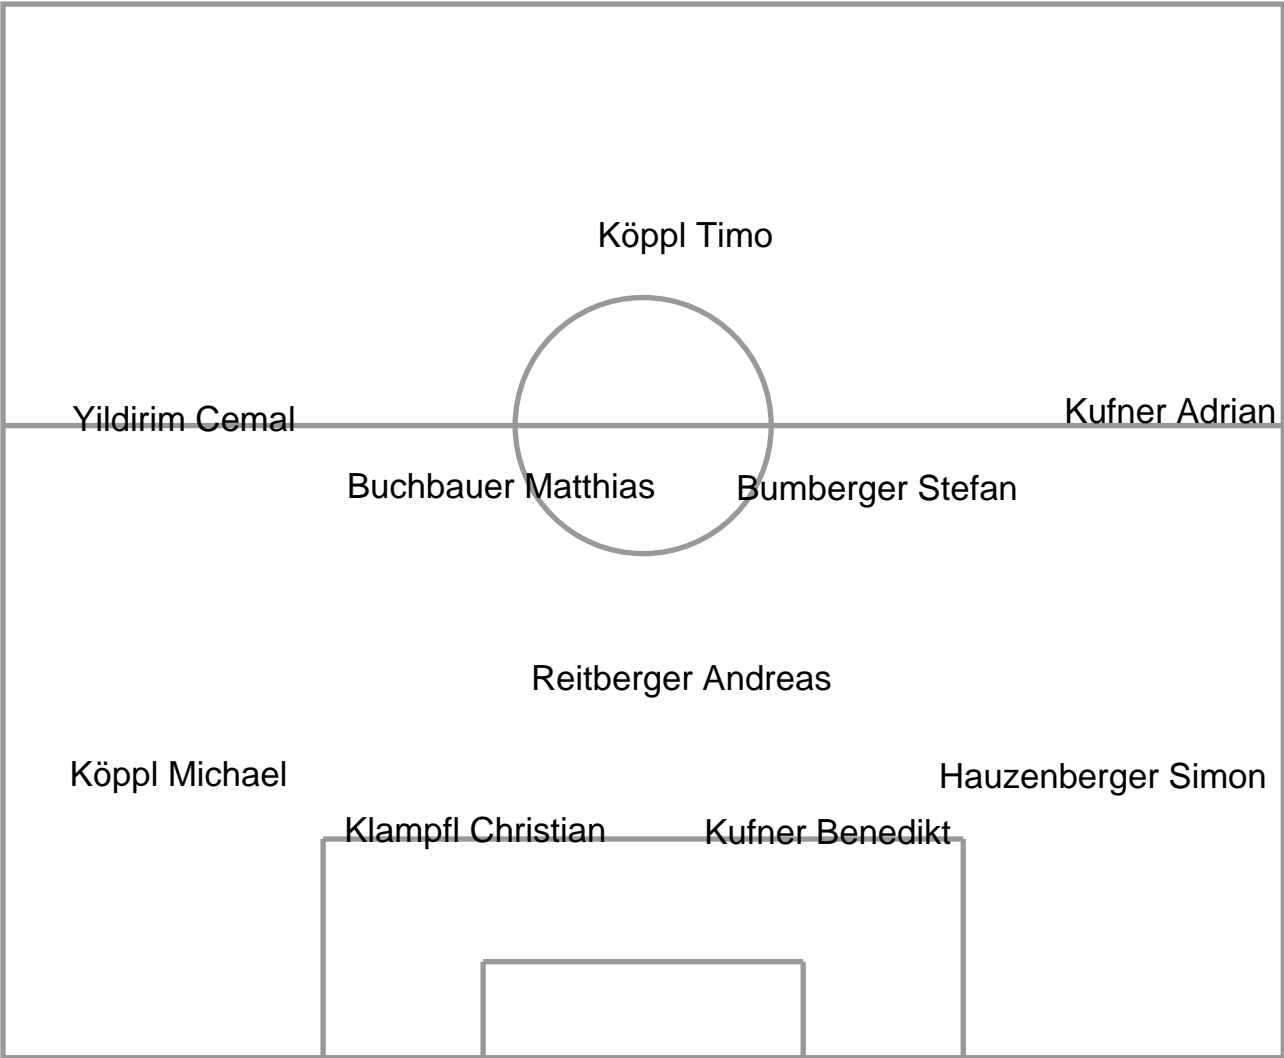 Köppl Timo
Yildirim Cemal
Kufner Adrian
Buchbauer Matthias
Bumberger Stefan
Reitberger Andreas
Köppl Michael
Hauzenberger Simon
Klampfl Christian
Kufner Benedikt